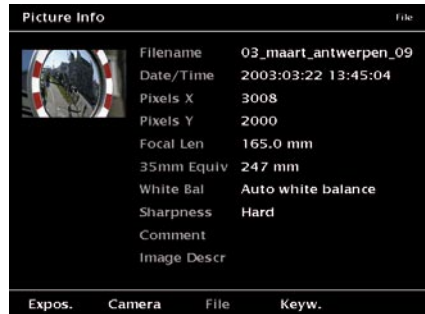 Picture Info File
Filename 03_maart_antwerpen_09
Date/Time 2003:03:22 13:45:04
Pixels X 3008
Pixels Y 2000
Focal Len 165.0 mm
35mm Equiv 247 mm
White Bal Auto white balance
Sharpness Hard
Comment
Image Descr
Expos. Camera File Keyw.